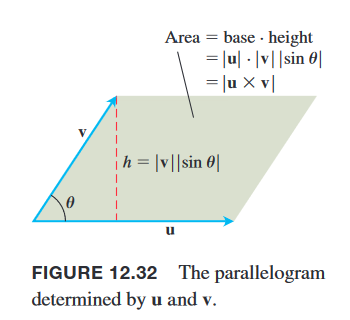 Area = base · height
= |u| · |v||sin θ|
= |u × v|
v
h = |v||sin θ|
θ
u
FIGURE 12.32 The parallelogram
determined by u and v.